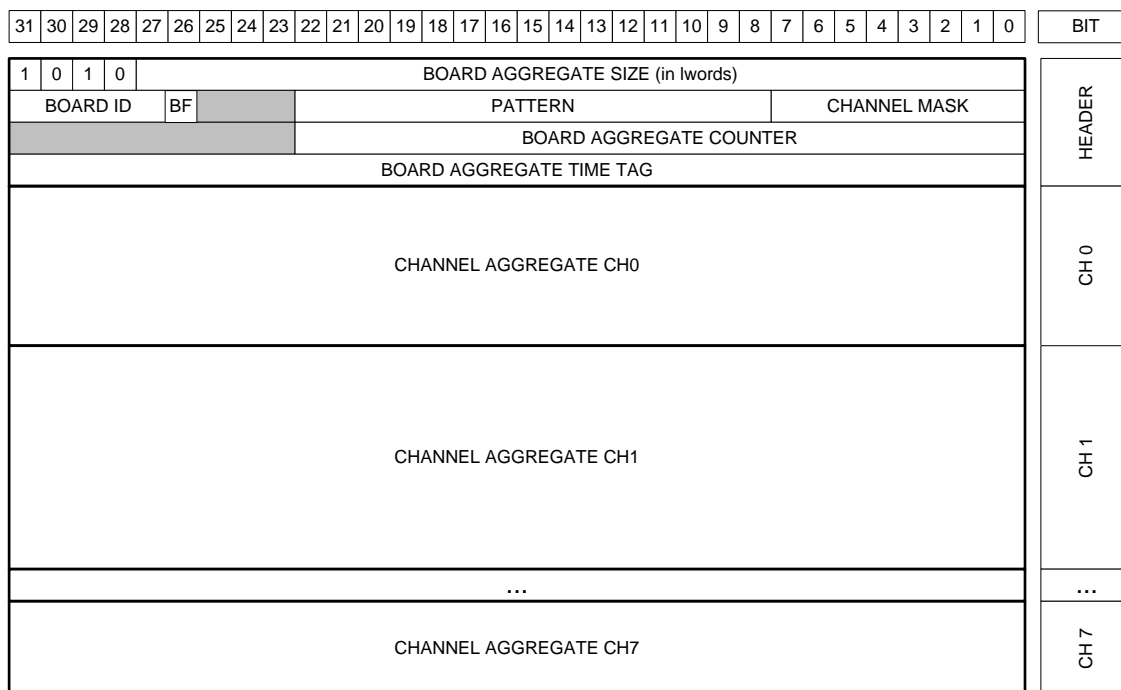 31 30 29 28 27 26 25 24 23 22 21 20 19 18 17 16 15 14 13 12 11 10 9 8 7 6 5 4 3 2 1 0 BIT
1 0 1 0 BOARD AGGREGATE SIZE (in lwords)
BOARD ID BF PATTERN CHANNEL MASK
HEADER
BOARD AGGREGATE COUNTER
BOARD AGGREGATE TIME TAG
CHANNEL AGGREGATE CH0 CH 0
CHANNEL AGGREGATE CH1 CH 1
... ...
CHANNEL AGGREGATE CH7 CH 7